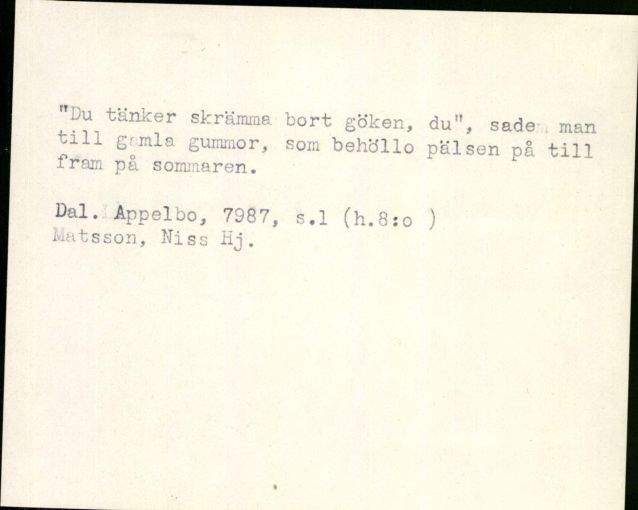 "Du tänker skrämma bort göken, du", sade man
till gamla gummor, som behöllo pälsen på till
fram på sommaren.
Dal. Äppelbo, 7987, s.1 (h.8:o )
Matsson, Niss Hj.